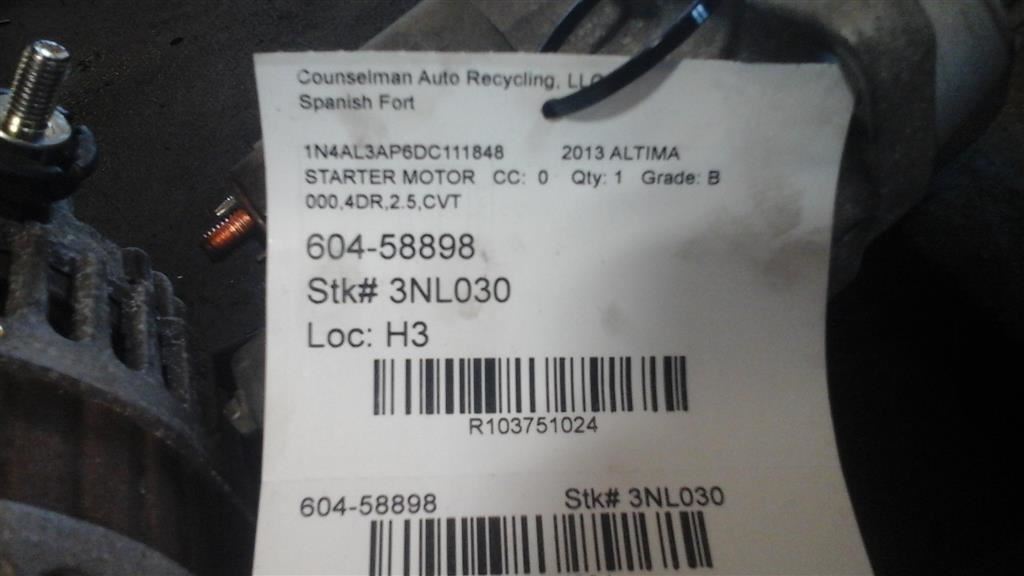 Counselman Auto Recycling, LLC
Spanish Fort
1N4AL3AP6DC111848 2013 ALTIMA
STARTER MOTOR CC: 0 Qty: 1 Grade: B
000,4DR,2.5,CVT
604-58898
Stk# 3NL030
Loc: H3
R103751024
604-58898 Stk# 3NL030